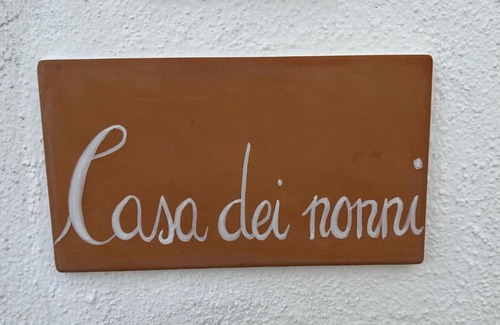 Casa dei nonni